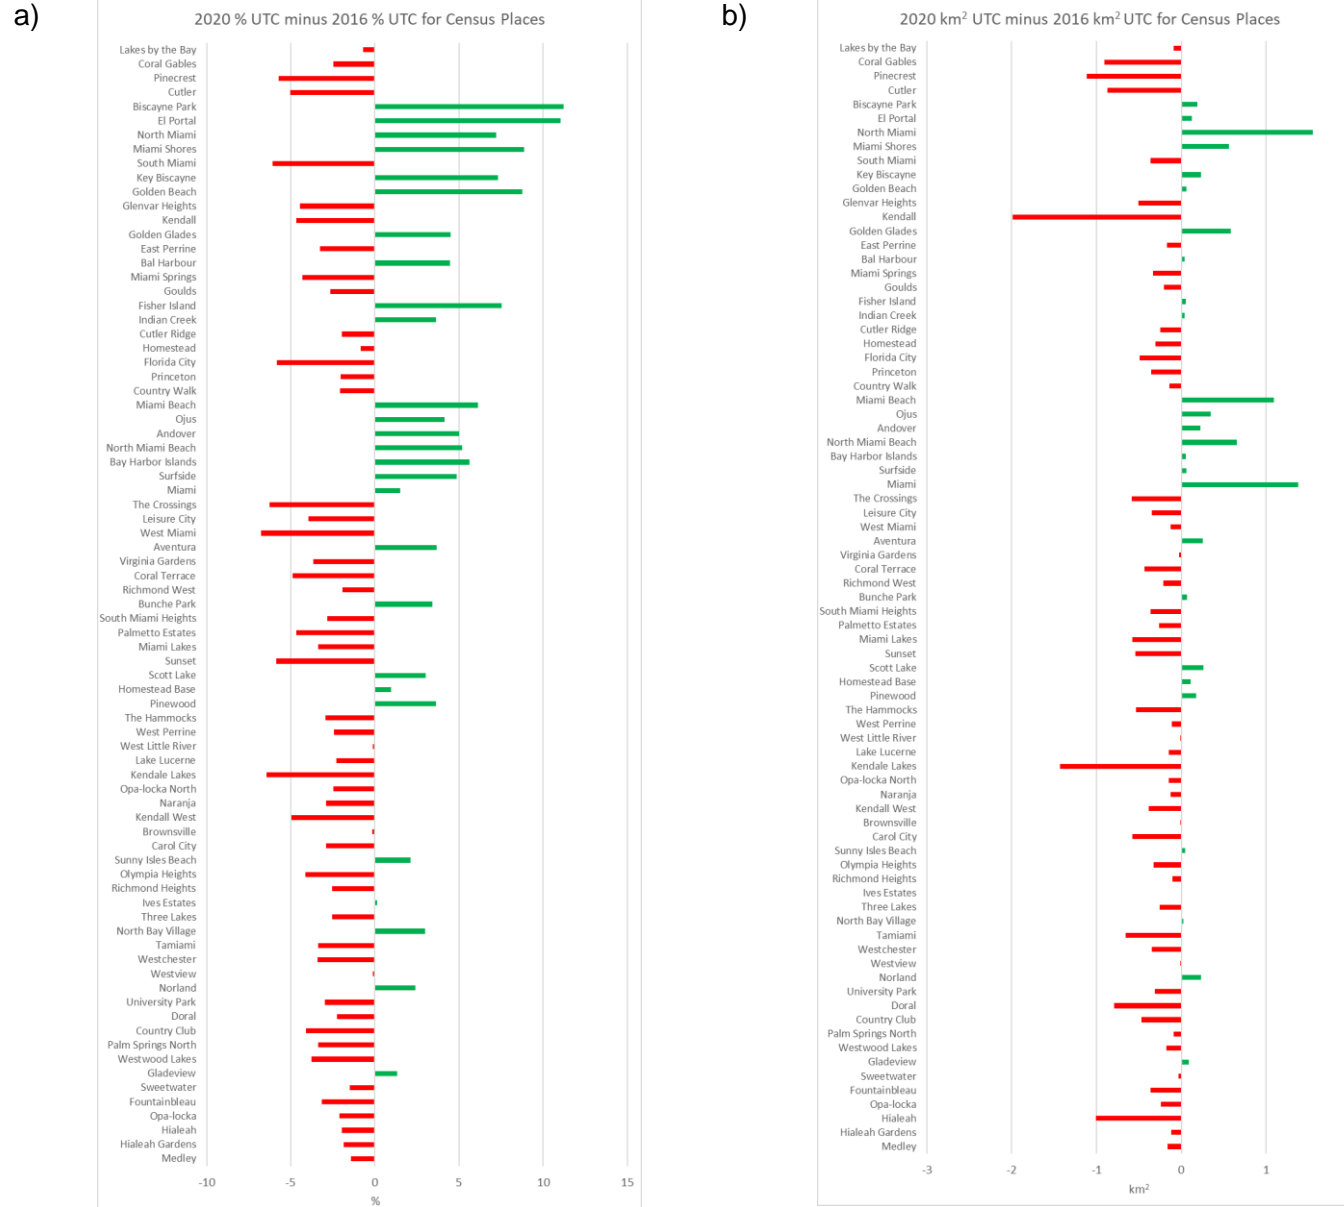 a)
2020 % UTC minus 2016 % UTC for Census Places
Lakes by the Bay
Coral Gables
Pinecrest
Cutler
Biscayne Park
El Portal
North Miami
Miami Shores
South Miami
Key Biscayne
Golden Beach
Glenvar Heights
Kendall
Golden Glades
East Perrine
Bal Harbour
Miami Springs
Goulds
Fisher Island
Indian Creek
Cutler Ridge
Homestead
Florida City
Princeton
Country Walk
Miami Beach
Ojus
Andover
North Miami Beach
Bay Harbor Islands
Surfside
Miami
The Crossings
Leisure City
West Miami
Aventura
Virginia Gardens
Coral Terrace
Richmond West
Bunche Park
South Miami Heights
Palmetto Estates
Miami Lakes
Sunset
Scott Lake
Homestead Base
Pinewood
The Hammocks
West Perrine
West Little River
Lake Lucerne
Kendale Lakes
Opa-locka North
Naranja
Kendall West
Brownsville
Carol City
Sunny Isles Beach
Olympia Heights
Richmond Heights
Ives Estates
Three Lakes
North Bay Village
Tamiami
Westchester
Westview
Norland
University Park
Doral
Country Club
Palm Springs North
Westwood Lakes
Gladeview
Sweetwater
Fountainbleau
Opa-locka
Hialeah
Hialeah Gardens
Medley
-10 -5 0 5 10 15
%
b)
2020 km² UTC minus 2016 km² UTC for Census Places
Lakes by the Bay
Coral Gables
Pinecrest
Cutler
Biscayne Park
El Portal
North Miami
Miami Shores
South Miami
Key Biscayne
Golden Beach
Glenvar Heights
Kendall
Golden Glades
East Perrine
Bal Harbour
Miami Springs
Goulds
Fisher Island
Indian Creek
Cutler Ridge
Homestead
Florida City
Princeton
Country Walk
Miami Beach
Ojus
Andover
North Miami Beach
Bay Harbor Islands
Surfside
Miami
The Crossings
Leisure City
West Miami
Aventura
Virginia Gardens
Coral Terrace
Richmond West
Bunche Park
South Miami Heights
Palmetto Estates
Miami Lakes
Sunset
Scott Lake
Homestead Base
Pinewood
The Hammocks
West Perrine
West Little River
Lake Lucerne
Kendale Lakes
Opa-locka North
Naranja
Kendall West
Brownsville
Carol City
Sunny Isles Beach
Olympia Heights
Richmond Heights
Ives Estates
Three Lakes
North Bay Village
Tamiami
Westchester
Westview
Norland
University Park
Doral
Country Club
Palm Springs North
Westwood Lakes
Gladeview
Sweetwater
Fountainbleau
Opa-locka
Hialeah
Hialeah Gardens
Medley
-3 -2 -1 0 1
km²